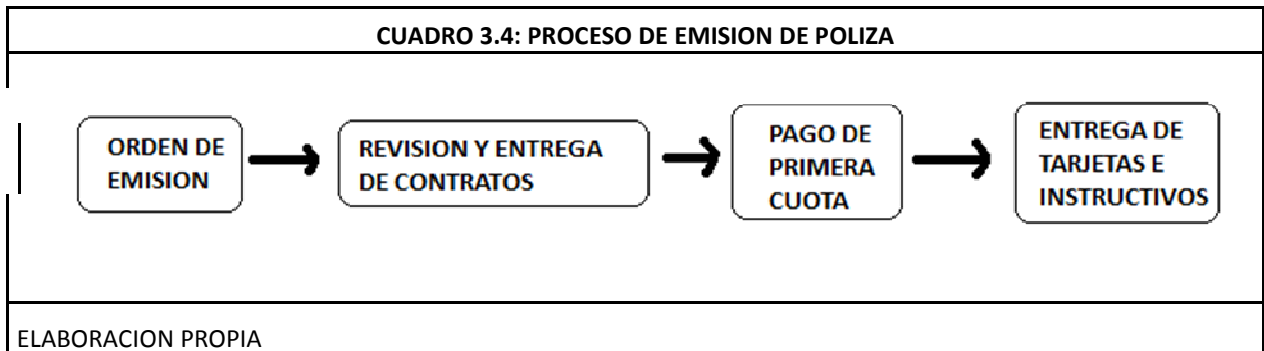 CUADRO 3.4: PROCESO DE EMISION DE POLIZA
ORDEN DE
EMISION
REVISION Y ENTREGA
DE CONTRATOS
PAGO DE
PRIMERA
CUOTA
ENTREGA DE
TARJETAS E
INSTRUCTIVOS
ELABORACION PROPIA